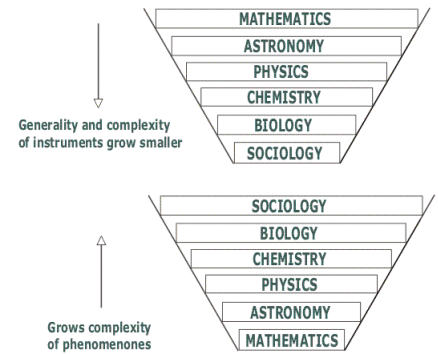 MATHEMATICS
ASTRONOMY
PHYSICS
CHEMISTRY
BIOLOGY
SOCIOLOGY
Generality and complexity
of instruments grow smaller
SOCIOLOGY
BIOLOGY
CHEMISTRY
PHYSICS
ASTRONOMY
MATHEMATICS
Grows complexity
of phenomenones